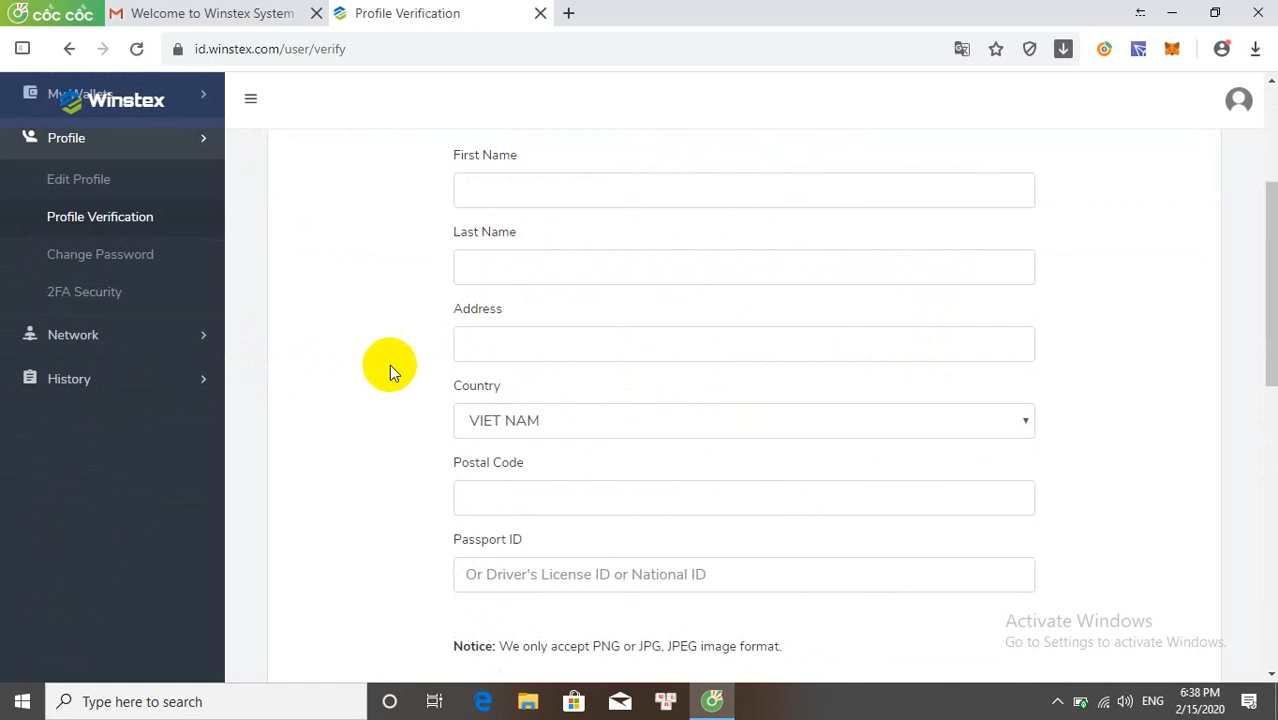 cốc cốc
Welcome to Winstex System -
Profile Verification
id.winstex.com/user/verify
My Wallets
Winstex
Profile
Edit Profile
Profile Verification
Change Password
2FA Security
Network
History
First Name
Last Name
Address
Country
VIET NAM
Postal Code
Passport ID
Or Driver's License ID or National ID
Notice: We only accept PNG or JPG, JPEG image format.
Activate Windows
Go to Settings to activate Windows.
Type here to search
ENG
6:38 PM
2/15/2020